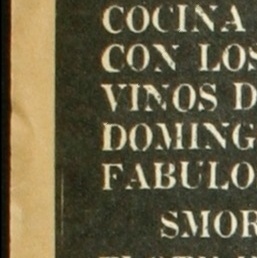 COCINA
CON LOS
VINOS D
DOMING
FABULO
SMOR